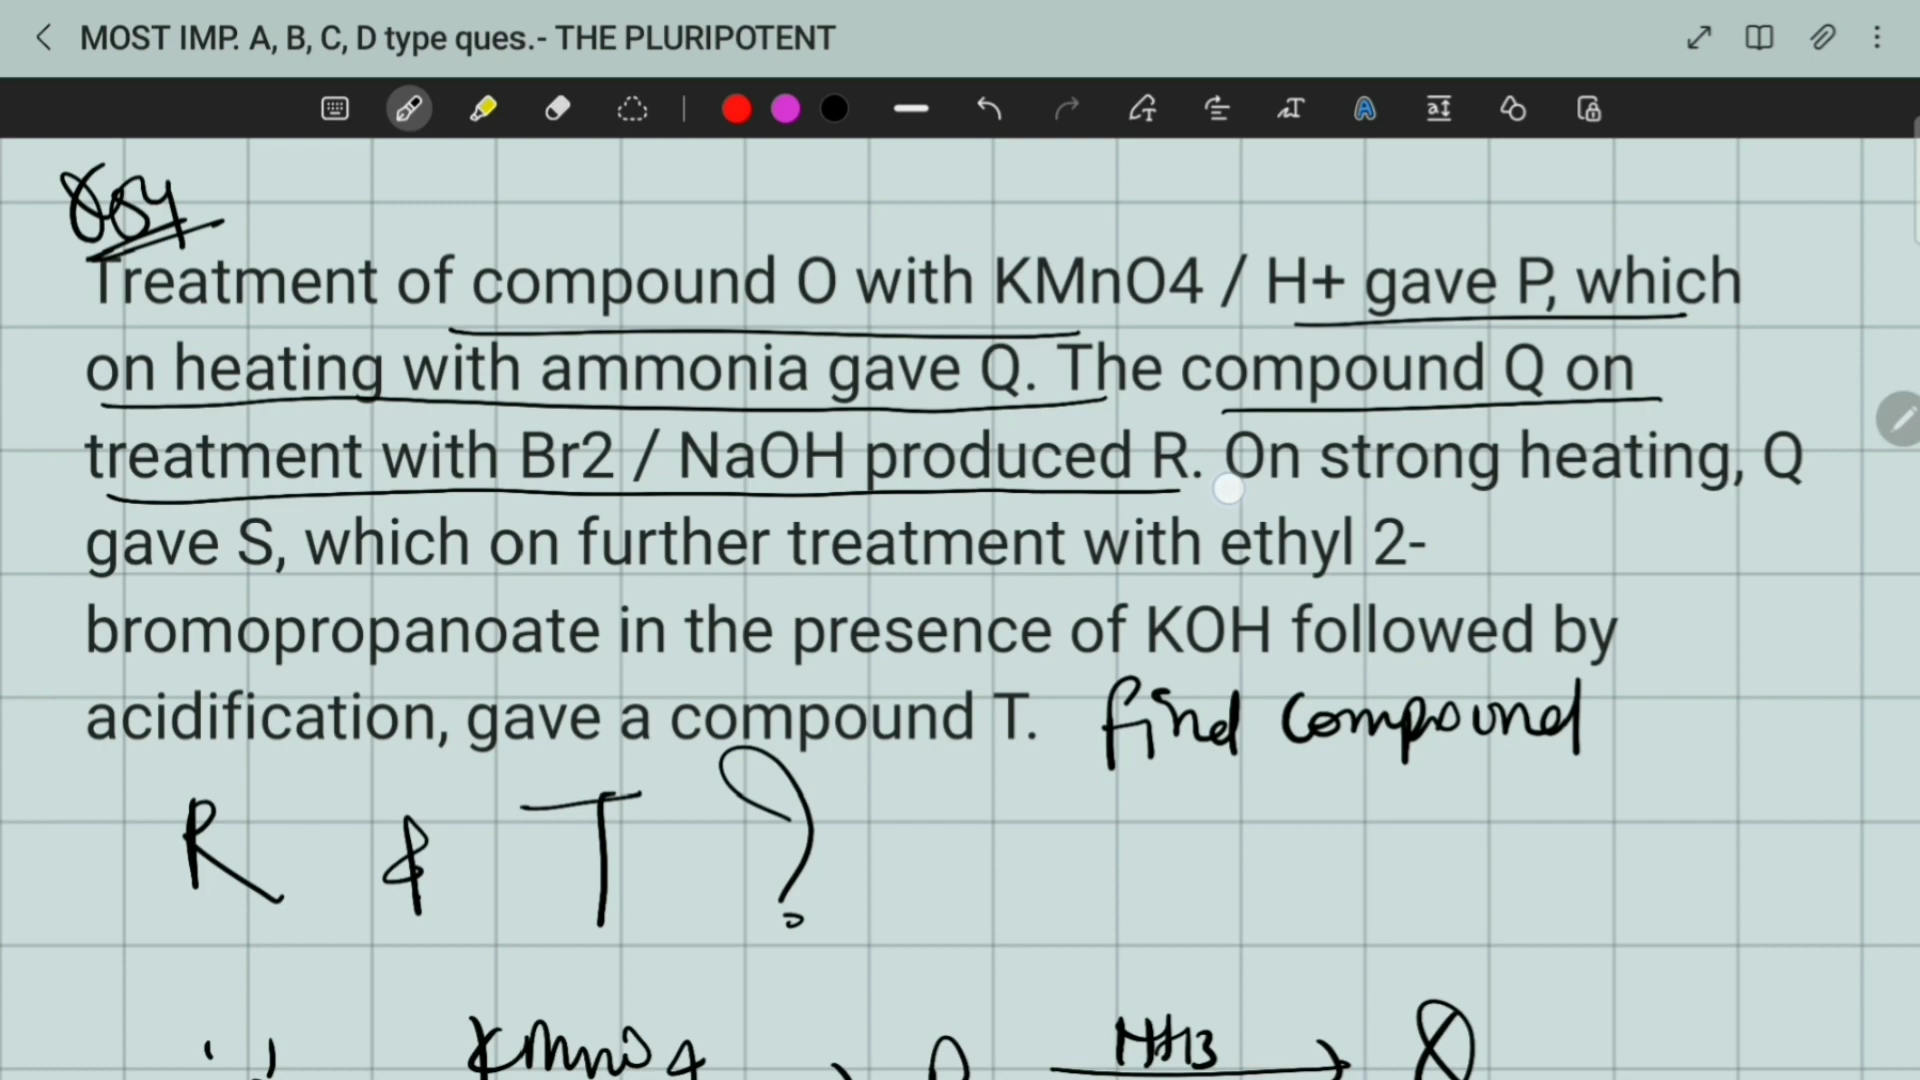 MOST IMP. A, B, C, D type ques.- THE PLURIPOTENT
Treatment of compound O with KMnO4 / H+ gave P, which
on heating with ammonia gave Q. The compound Q on
treatment with Br2 / NaOH produced R. On strong heating, Q
gave S, which on further treatment with ethyl 2-
bromopropanoate in the presence of KOH followed by
acidification, gave a compound T. find compound
R & T ?
KMnO4 NH3 Q